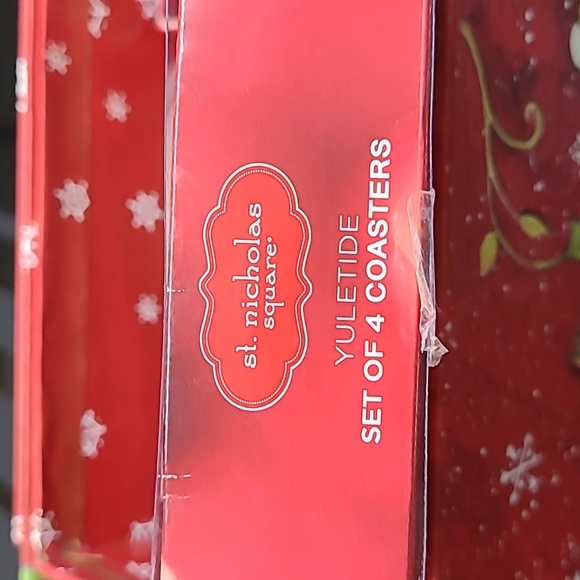 st. nicholas
square®
YULETIDE
SET OF 4 COASTERS